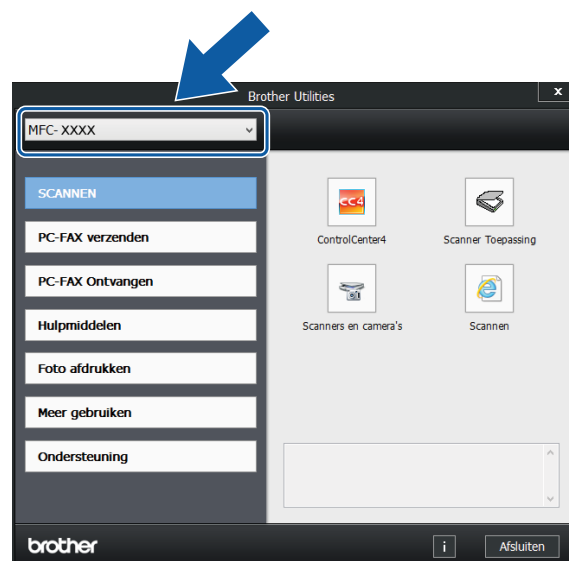 Brother Utilities
x
MFC- XXXX
SCANNEN
PC-FAX verzenden
PC-FAX Ontvangen
Hulpmiddelen
Foto afdrukken
Meer gebruiken
Ondersteuning
CC4
ControlCenter4
Scanner Toepassing
Scanners en camera's
Scannen
brother
i
Afsluiten